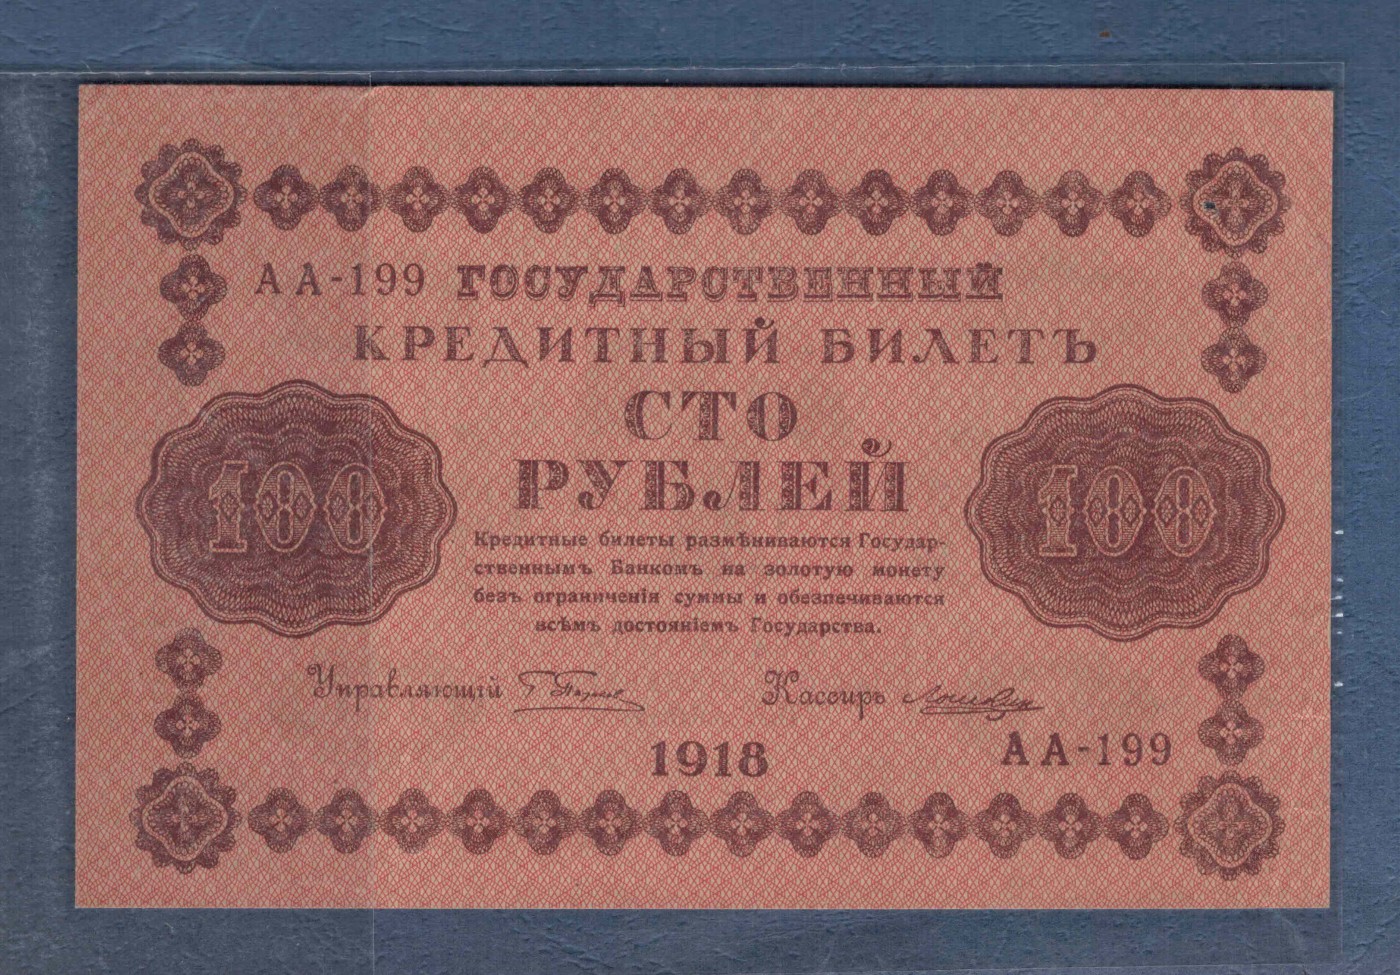 АА-199 ГОСУДАРСТВЕННЫЙ
КРЕДИТНЫЙ БИЛЕТЪ
СТО
РУБЛЕЙ
100
100
Кредитные билеты размѣниваются Государ-
ственнымъ Банкомъ на золотую монету
безъ ограниченія суммы и обезпечиваются
всѣмъ достояніемъ Государства.
Управляющій Кассиръ
1918
АА-199